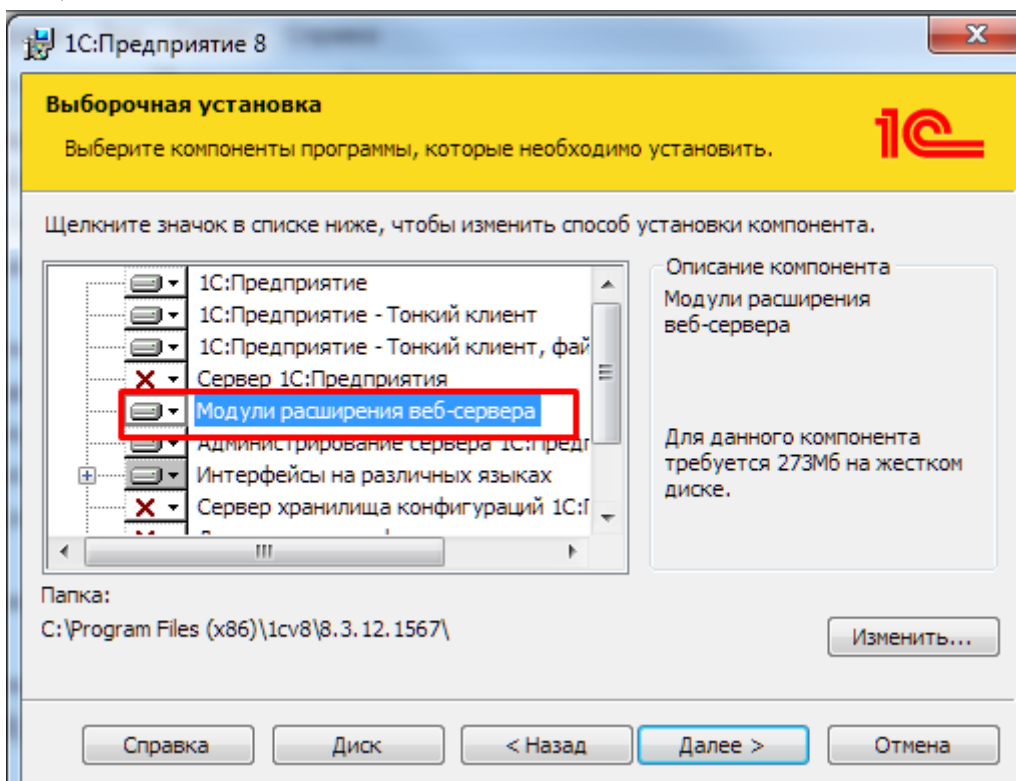 1С:Предприятие 8
Выборочная установка
Выберите компоненты программы, которые необходимо установить.
1С
Щелкните значок в списке ниже, чтобы изменить способ установки компонента.
1С:Предприятие
1С:Предприятие - Тонкий клиент
1С:Предприятие - Тонкий клиент, фай
Сервер 1С:Предприятия
Модули расширения веб-сервера
Администрирование сервера 1С:Предп
Интерфейсы на различных языках
Сервер хранилища конфигураций 1С:П
Описание компонента
Модули расширения
веб-сервера
Для данного компонента
требуется 273Мб на жестком
диске.
Папка:
C:\Program Files (x86)\1cv8\8.3.12.1567\
Изменить...
Справка
Диск
< Назад
Далее >
Отмена